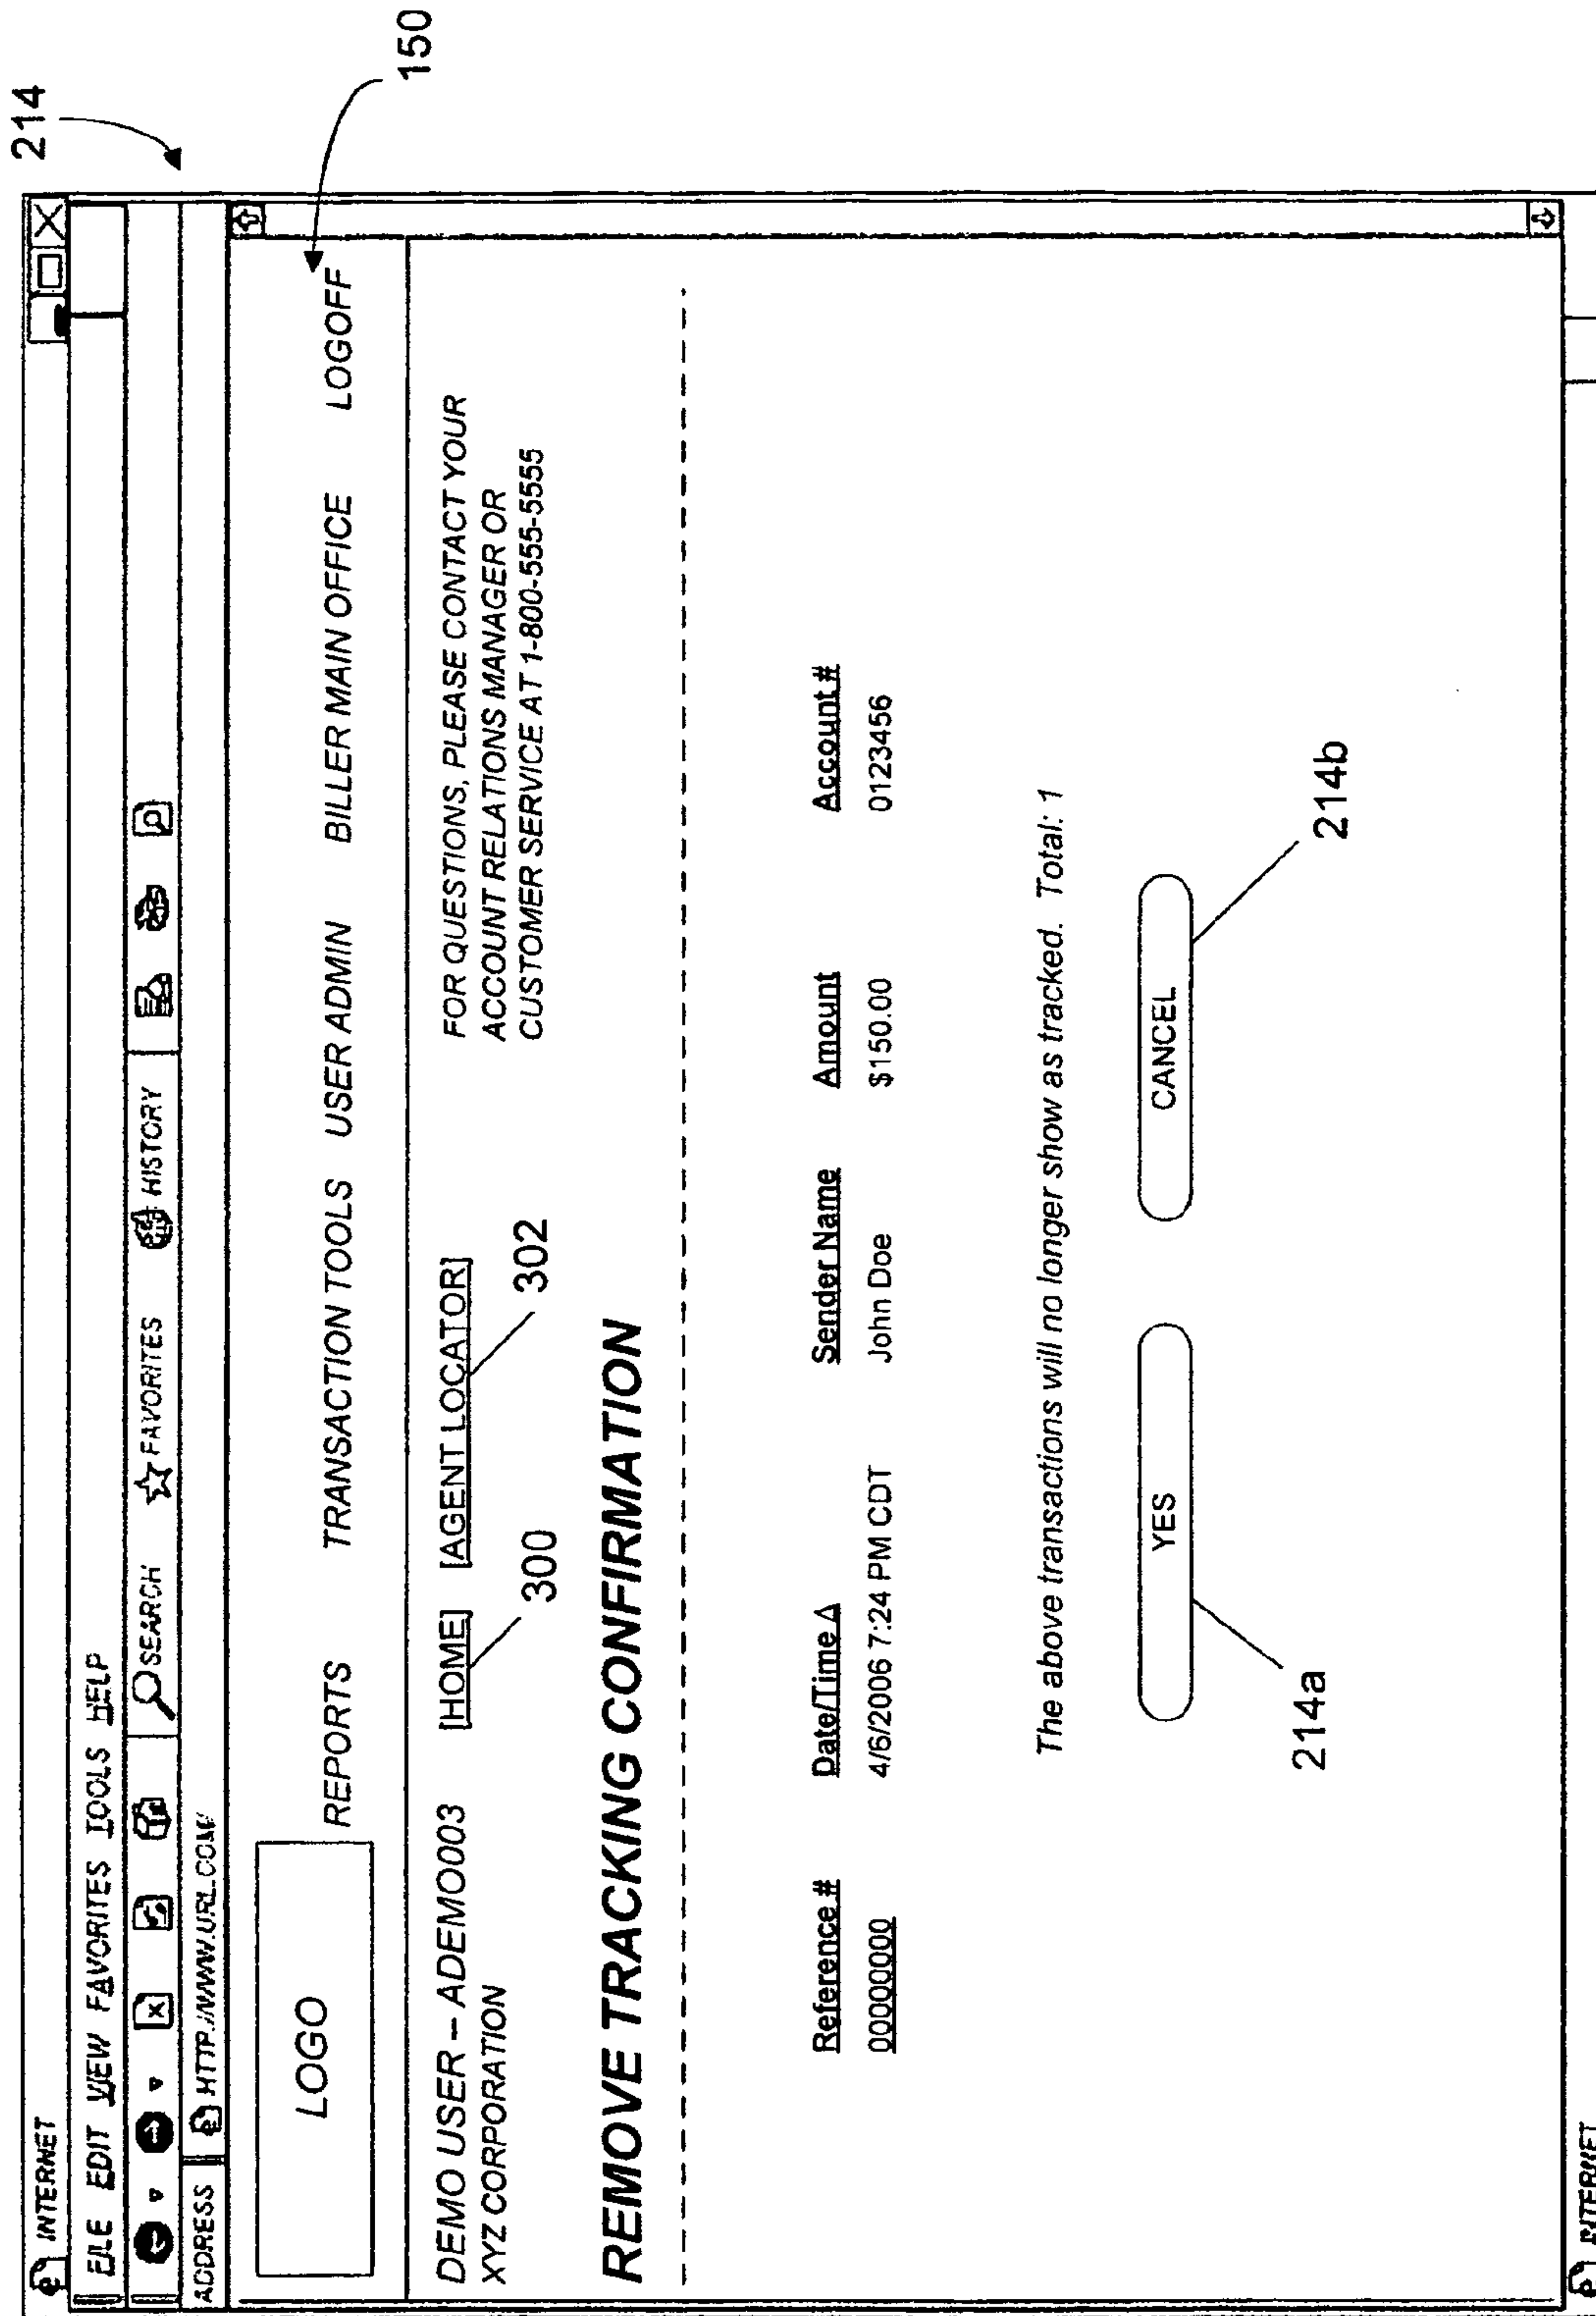 214
INTERNET
FILE EDIT VIEW FAVORITES TOOLS HELP
SEARCH FAVORITES HISTORY
ADDRESS HTTP://WWW.URL.COM/
150
LOGO REPORTS TRANSACTION TOOLS USER ADMIN BILLER MAIN OFFICE LOGOFF
DEMO USER – ADEMO003 [HOME] [AGENT LOCATOR] FOR QUESTIONS, PLEASE CONTACT YOUR
XYZ CORPORATION ACCOUNT RELATIONS MANAGER OR
300 302 CUSTOMER SERVICE AT 1-800-555-5555
REMOVE TRACKING CONFIRMATION
Reference # Date/Time Δ Sender Name Amount Account #
00000000 4/6/2006 7:24 PM CDT John Doe $150.00 0123456
The above transactions will no longer show as tracked. Total: 1
YES CANCEL
214a 214b
INTERNET